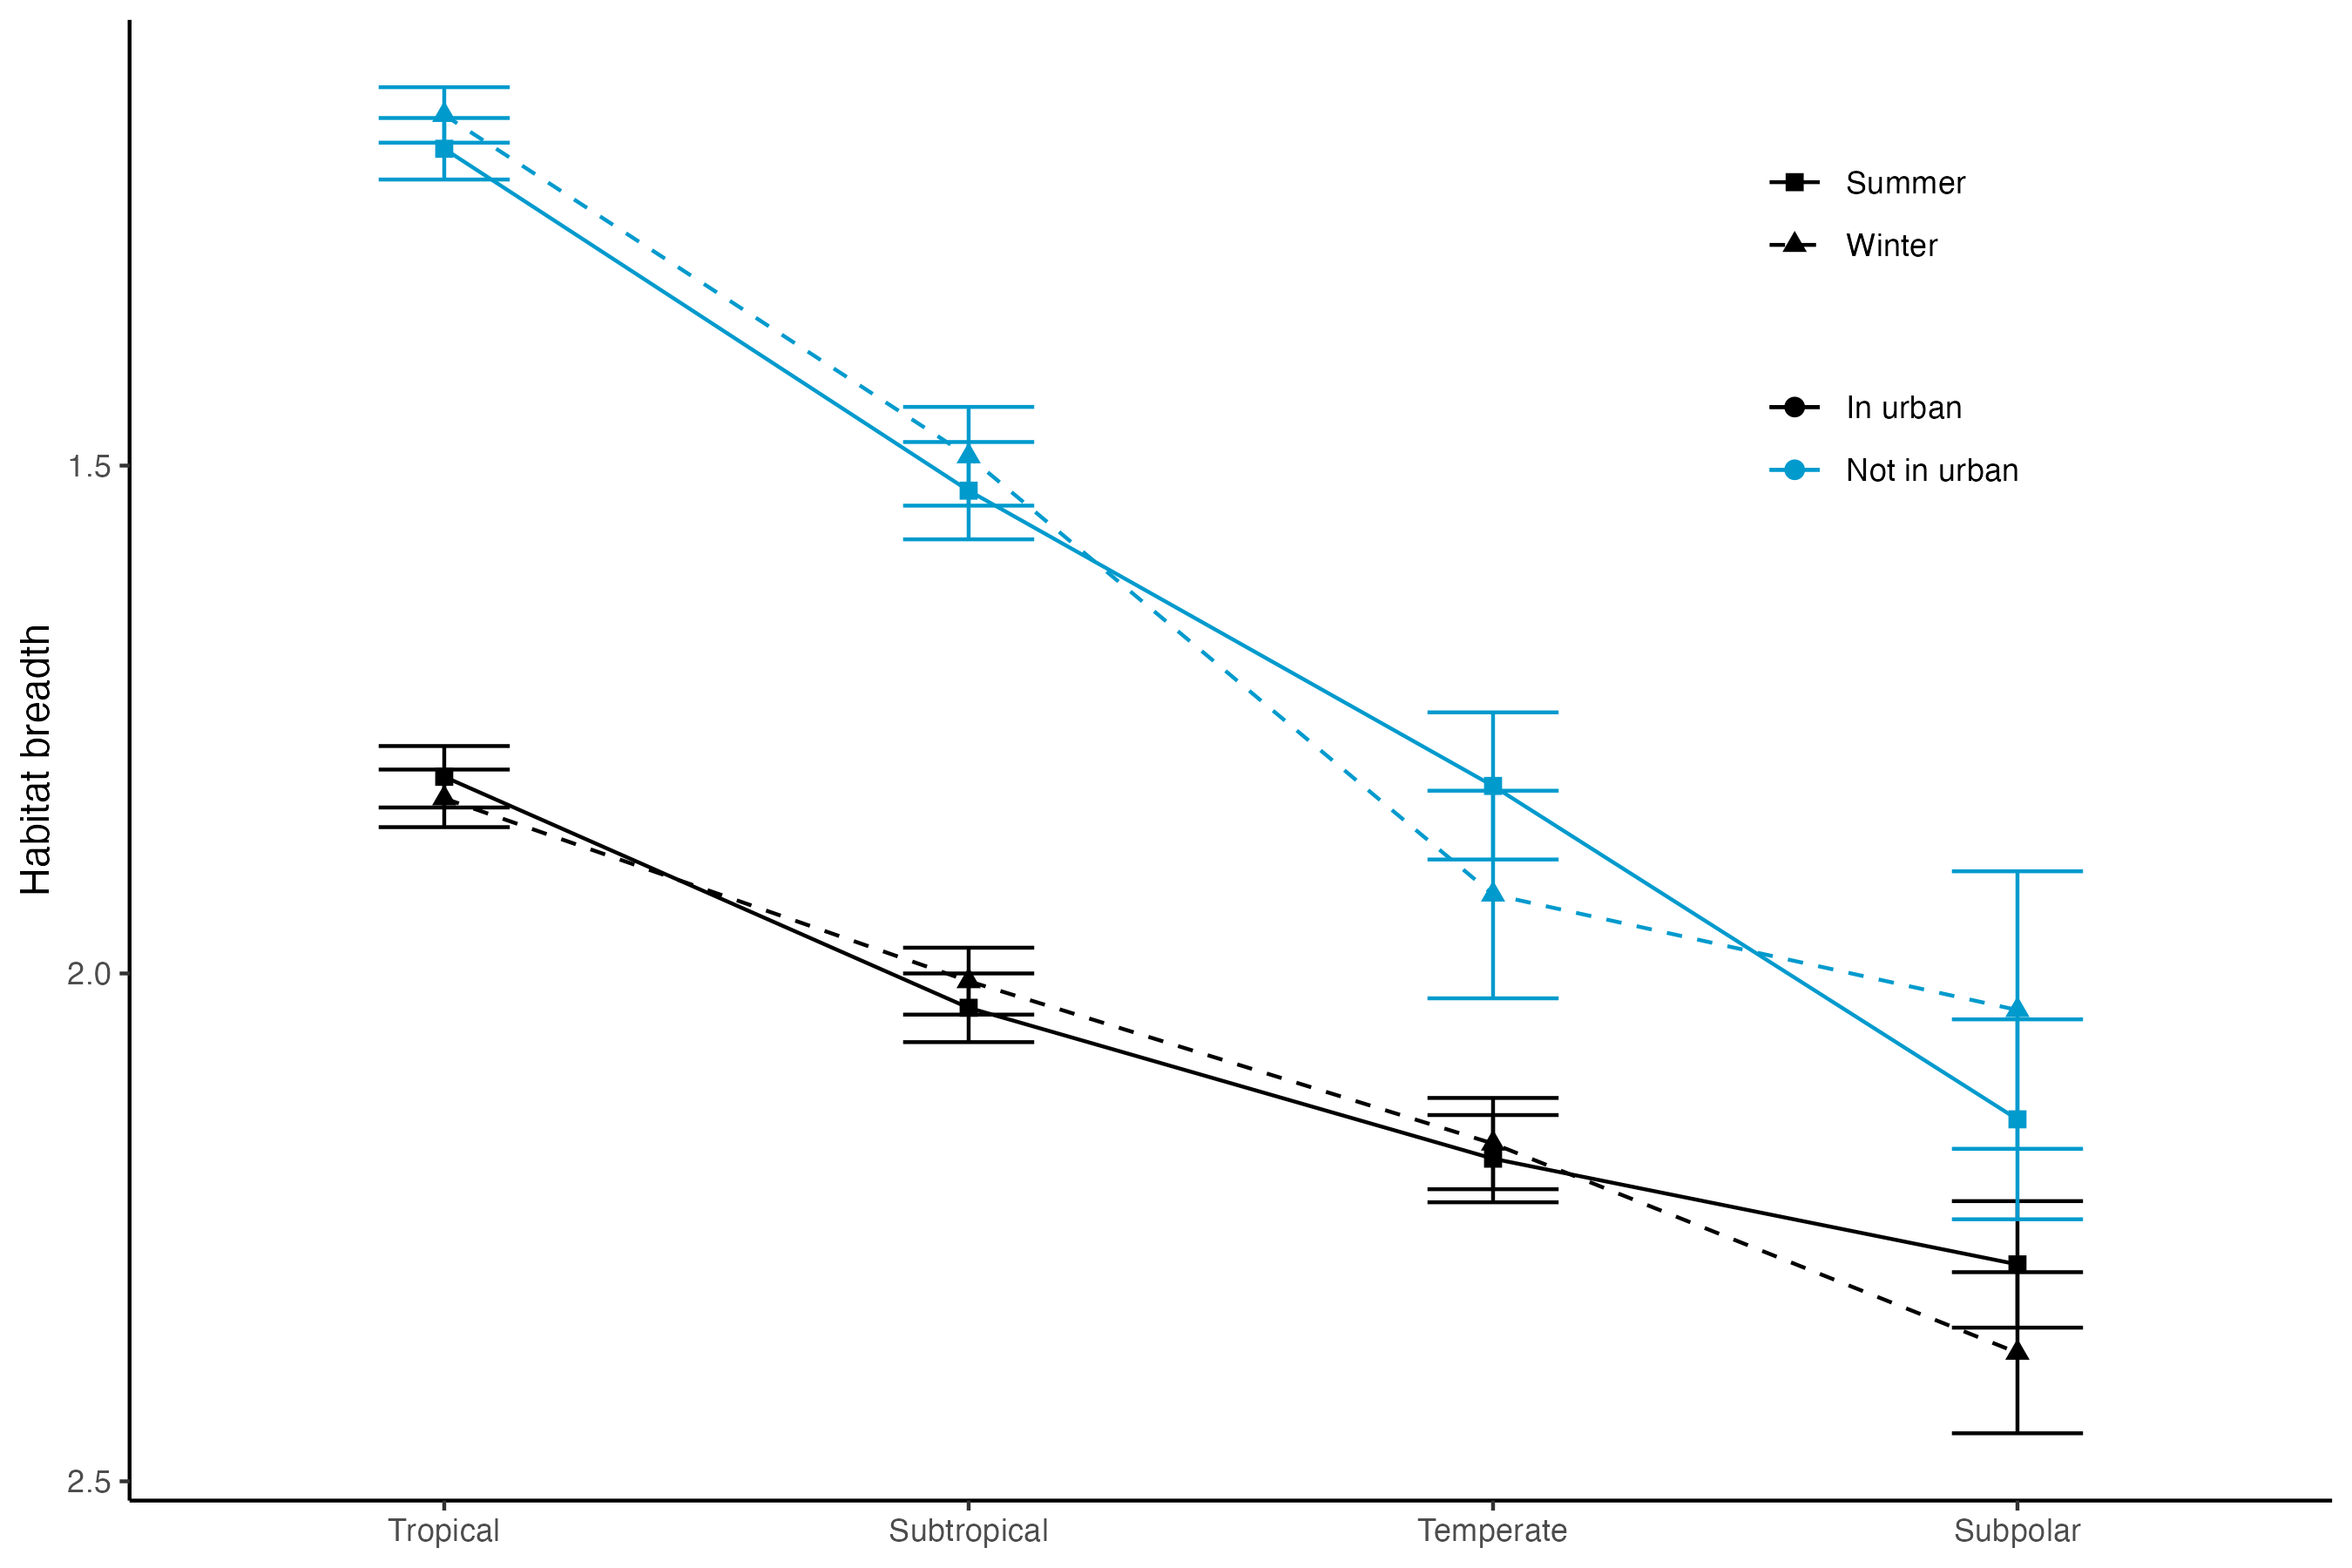 Habitat breadth
1.5
2.0
2.5
Summer
Winter
In urban
Not in urban
Tropical
Subtropical
Temperate
Subpolar